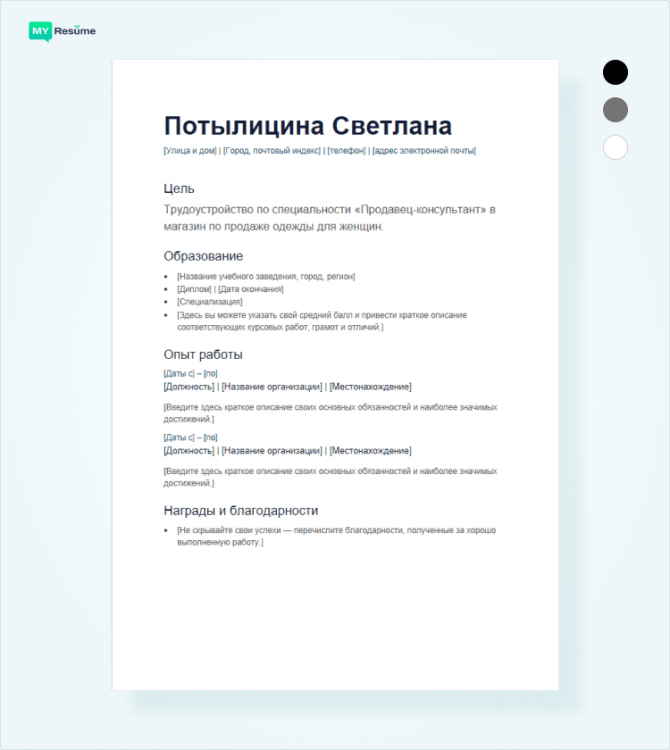 MY Resume
Потылицина Светлана
[Улица и дом] | [Город, почтовый индекс] | [телефон] | [адрес электронной почты]
Цель
Трудоустройство по специальности «Продавец-консультант» в
магазин по продаже одежды для женщин.
Образование
• [Название учебного заведения, город, регион]
• [Диплом] | [Дата окончания]
• [Специализация]
• [Здесь вы можете указать свой средний балл и привести краткое описание
соответствующих курсовых работ, грамот и отличий.]
Опыт работы
[Даты с] – [по]
[Должность] | [Название организации] | [Местонахождение]
[Введите здесь краткое описание своих основных обязанностей и наиболее значимых
достижений.]
[Даты с] – [по]
[Должность] | [Название организации] | [Местонахождение]
[Введите здесь краткое описание своих основных обязанностей и наиболее значимых
достижений.]
Награды и благодарности
• [Не скрывайте свои успехи — перечислите благодарности, полученные за хорошо
выполненную работу.]